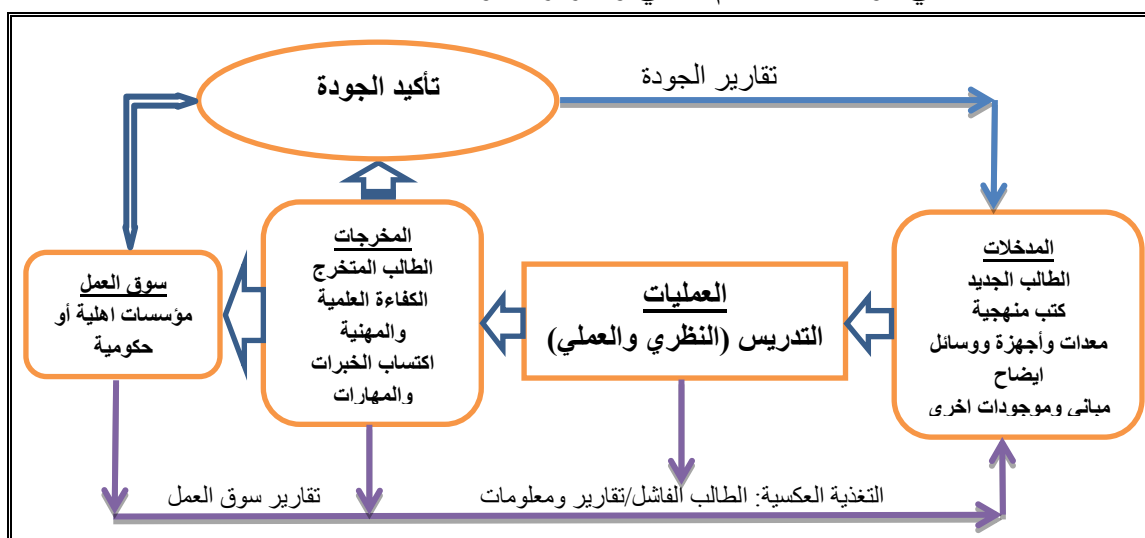 تأكيد الجودة
تقارير الجودة
المدخلات
الطالب الجديد
كتب منهجية
معدات وأجهزة ووسائل
ايضاح
مباني وموجودات اخرى
العمليات
التدريس (النظري والعملي)
المخرجات
الطالب المتخرج
الكفاءة العلمية
والمهنية
اكتساب الخبرات
والمهارات
سوق العمل
مؤسسات اهلية أو
حكومية
التغذية العكسية: الطالب الفاشل/تقارير ومعلومات
تقارير سوق العمل